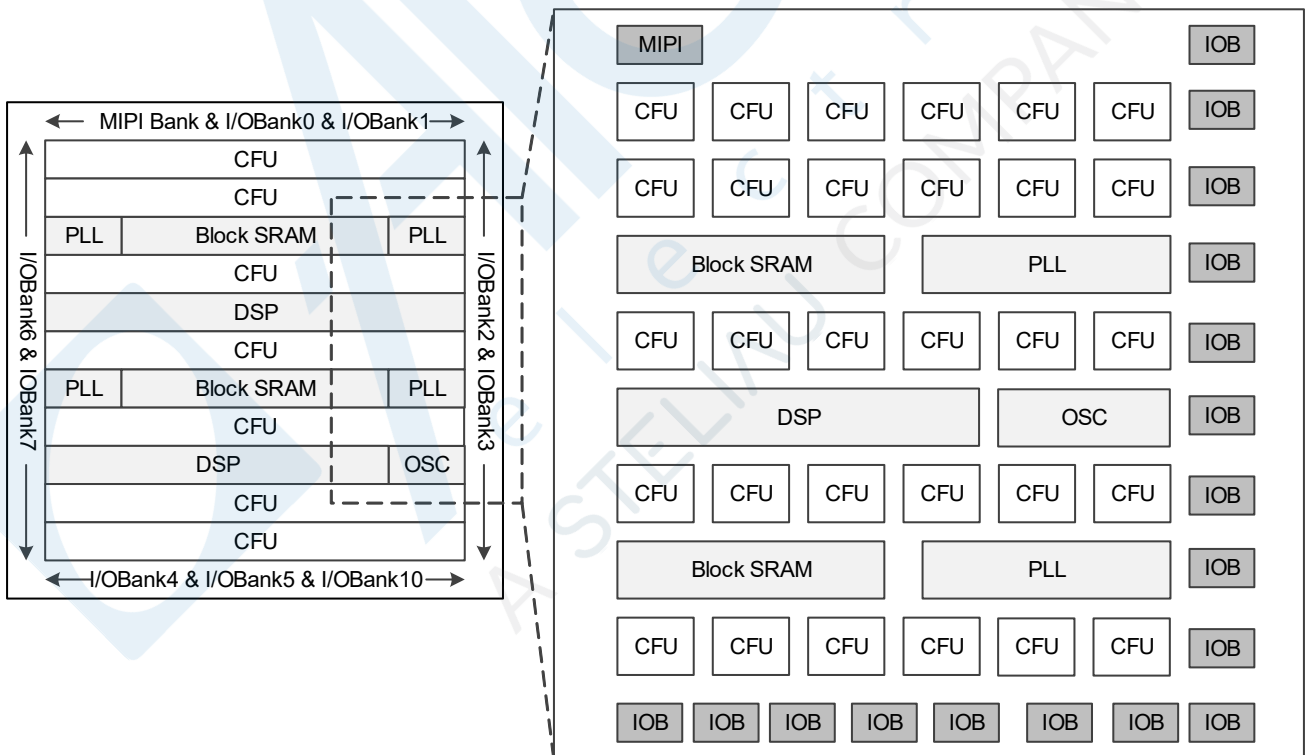 MIPI Bank & I/OBank0 & I/OBank1
CFU
CFU
PLL Block SRAM PLL
CFU
DSP
CFU
PLL Block SRAM PLL
CFU
DSP OSC
CFU
CFU
I/OBank6 & IOBank7
I/OBank2 & IOBank3
I/OBank4 & I/OBank5 & I/OBank10
MIPI IOB
CFU CFU CFU CFU CFU CFU IOB
CFU CFU CFU CFU CFU CFU IOB
Block SRAM PLL IOB
CFU CFU CFU CFU CFU CFU IOB
DSP OSC IOB
CFU CFU CFU CFU CFU CFU IOB
Block SRAM PLL IOB
CFU CFU CFU CFU CFU CFU IOB
IOB IOB IOB IOB IOB IOB IOB IOB